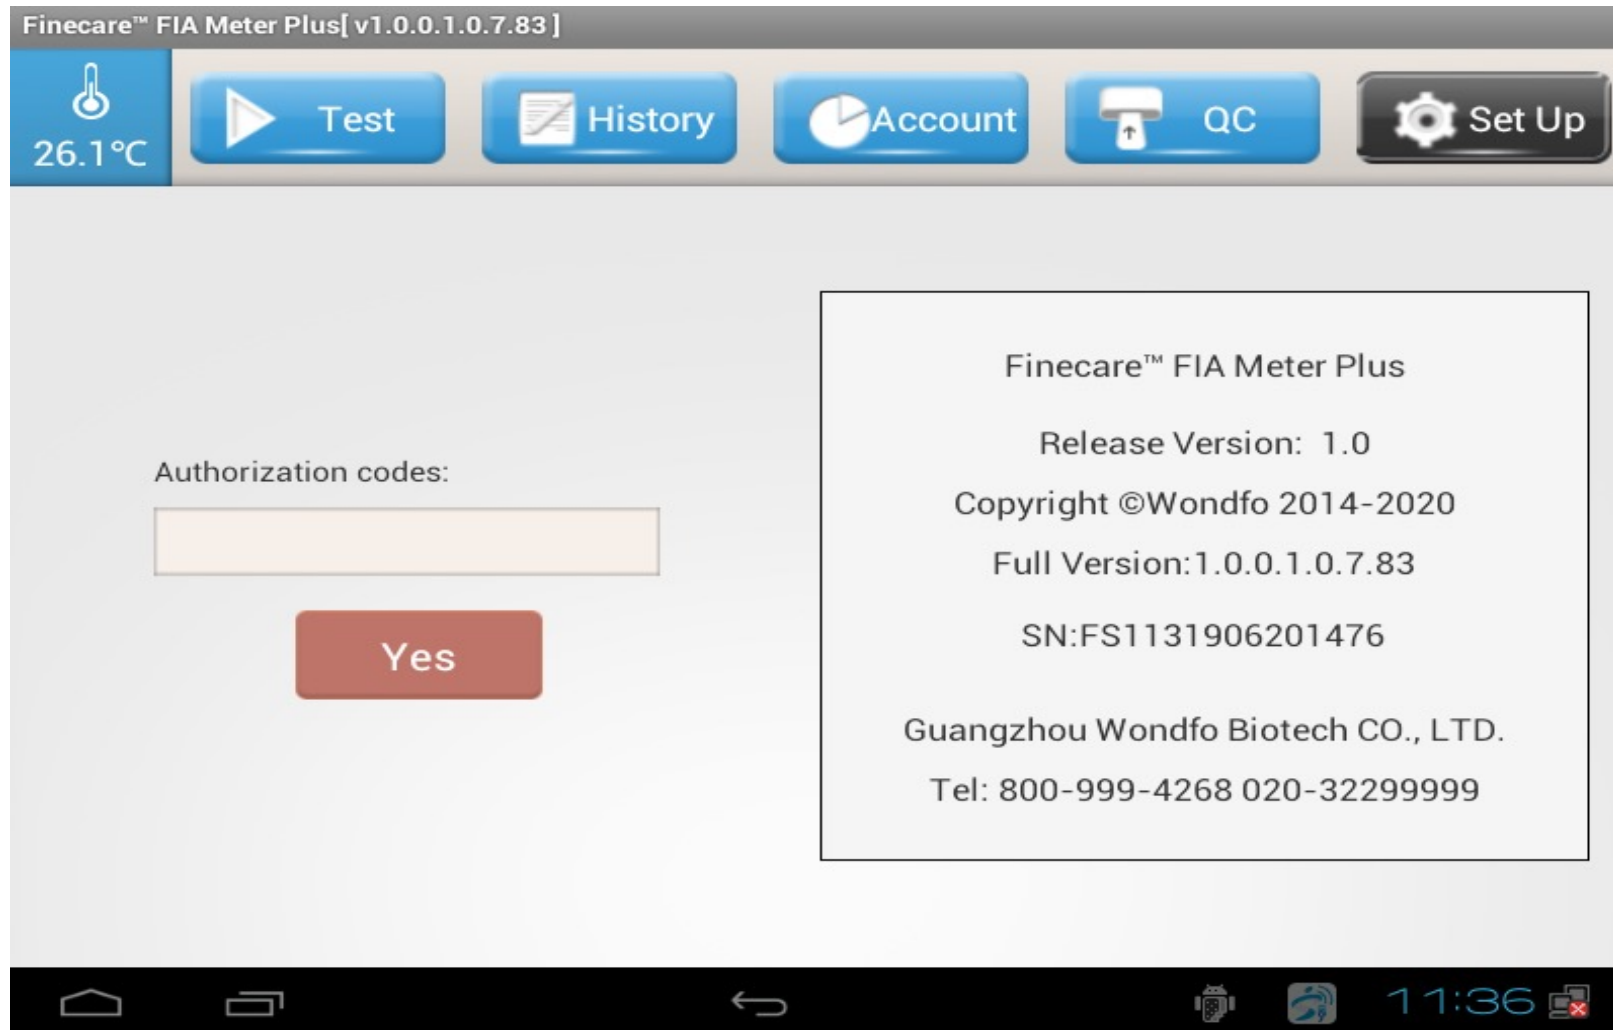 Finecare™ FIA Meter Plus[ v1.0.0.1.0.7.83 ]
26.1°C
Test
History
Account
QC
Set Up
Authorization codes:
Yes
Finecare™ FIA Meter Plus
Release Version:  1.0
Copyright ©Wondfo 2014-2020
Full Version:1.0.0.1.0.7.83
SN:FS1131906201476
Guangzhou Wondfo Biotech CO., LTD.
Tel: 800-999-4268 020-32299999
11:36